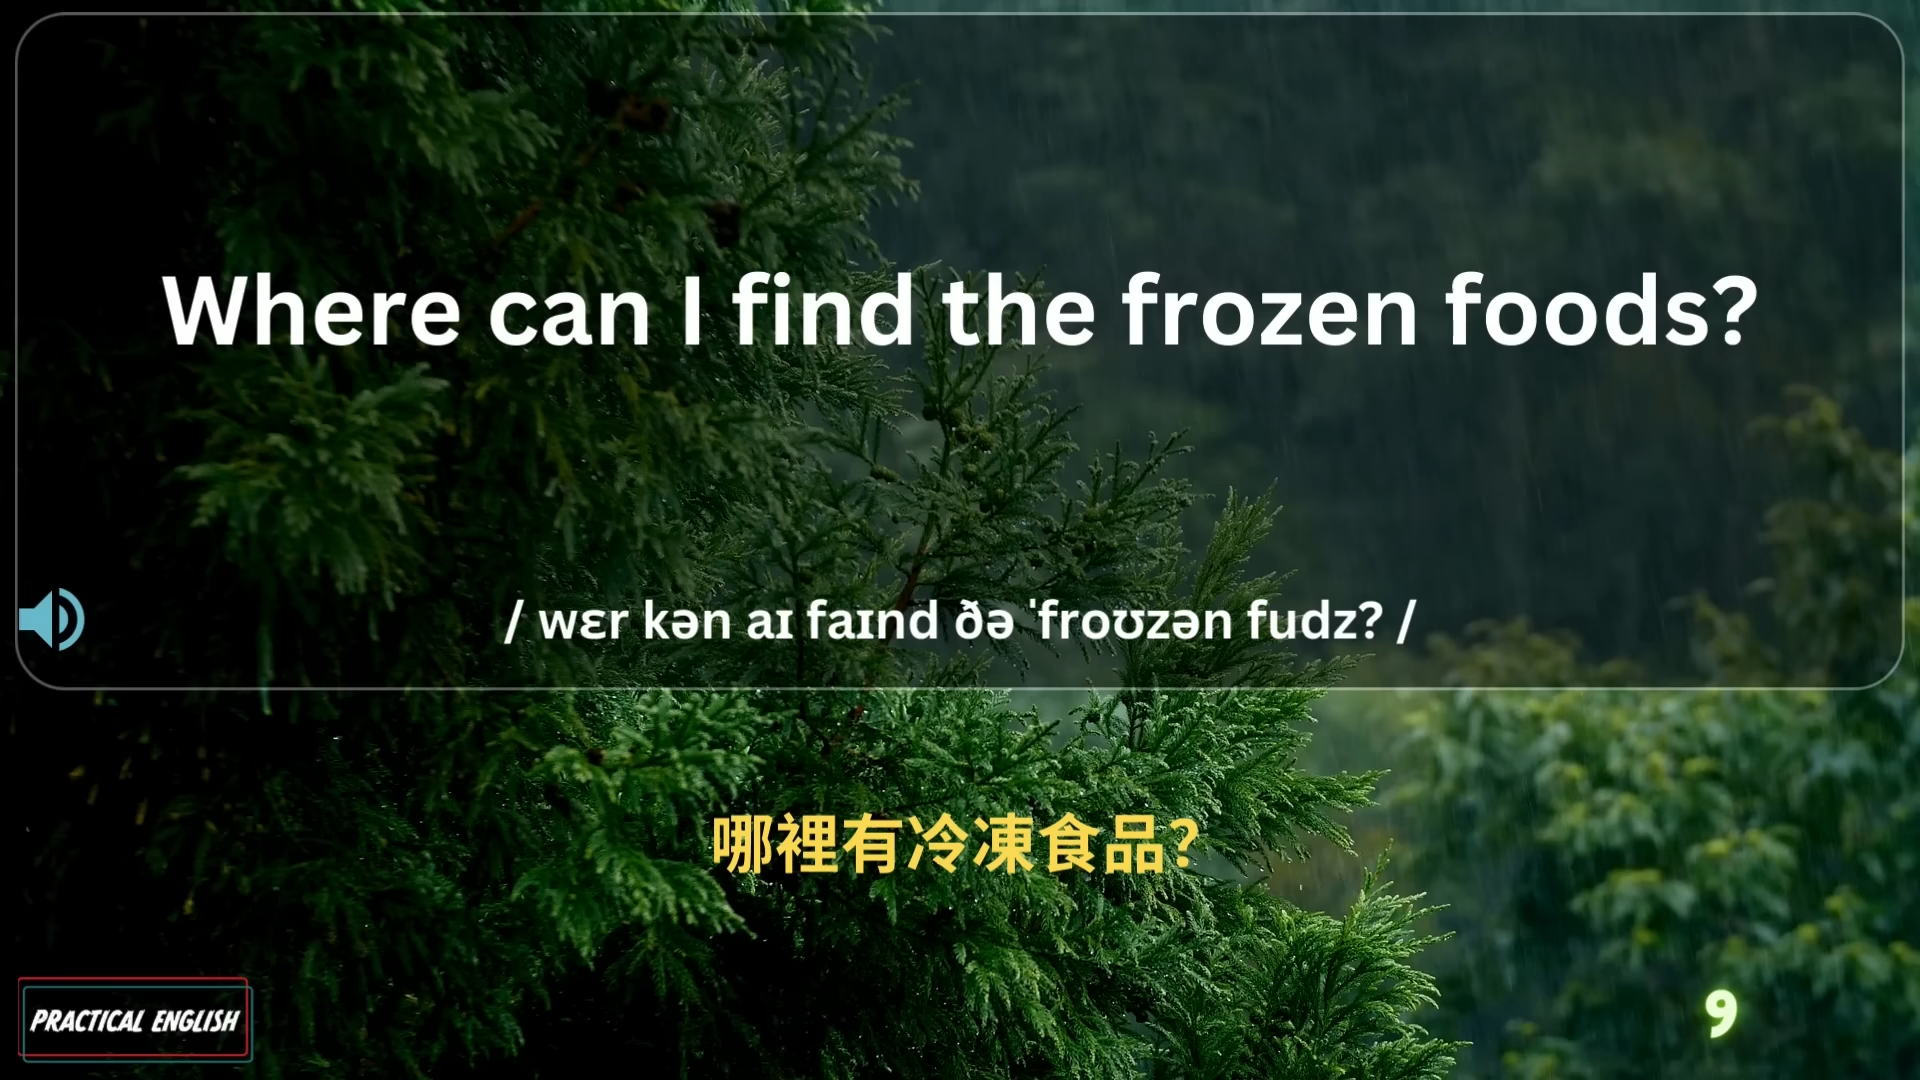 Where can I find the frozen foods?
/ wɛr kən aɪ faɪnd ðə ˈfroʊzən fudz? /
哪裡有冷凍食品?
PRACTICAL ENGLISH
9